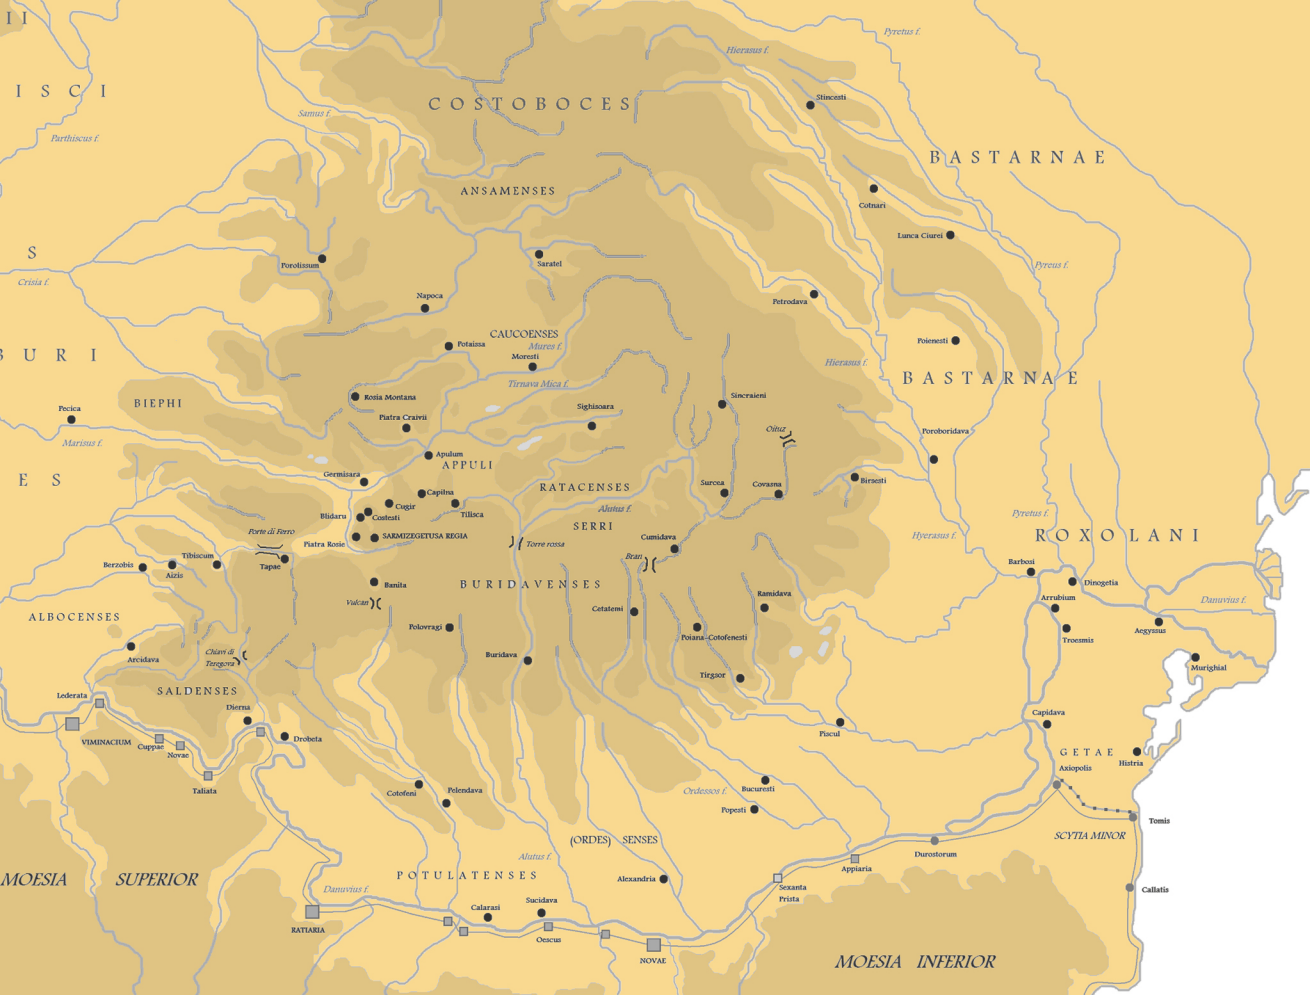 II
Pyretus f.
Hierasus f.
ISCI
COSTOBOCES
Stincesti
Samus f.
Parthiscus f.
BASTARNAE
ANSAMENSES
Cotnari
Lunca Ciurei
S
Porolissum
Saratel
Pyreus f.
Crisia f.
Napoca
Petrodava
CAUCOENSES
Mures f.
Potaissa
Moresti
Poienesti
BURI
Hierasus f.
BASTARNAE
Tirnava Mica f.
Rosia Montana
Sincraieni
BIEPHI
Pecica
Piatra Craivii
Sighisoara
Oituz
Poroboridava
Marisus f.
Apulum
APPULI
Germisara
ES
Surcea
Covasna
Birsesti
RATACENSES
Capilna
Cugir
Alutus f.
Tilisca
Blidaru
Costesti
SERRI
Pyretus f.
Porte di Ferro
Piatra Rosie
SARMIZEGETUSA REGIA
Cumidava
Hyerasus f.
ROXOLANI
Torre rossa
Bran
Tibiscum
Berzobis
Aizis
Tapae
Barbosi
Dinogetia
Banita
BURIDAVENSES
Ramidava
Arrubium
Danuvius f.
Vulcan
Cetatemi
ALBOCENSES
Polovragi
Poiana-Cotofenesti
Troesmis
Aegyssus
Chiavi di
Teregova
Arcidava
Buridava
Murighial
Tirgsor
Lederata
SALDENSES
Dierna
Capidava
VIMINACIUM
Cuppae
Novae
Drobeta
Piscul
GETAE
Histria
Axiopolis
Taliata
Cotofeni
Pelendava
Ordessos f.
Bucuresti
Popesti
Tomis
(ORDES) SENSES
SCYTIA MINOR
Alutus f.
Durostorum
Appiaria
MOESIA SUPERIOR
POTULATENSES
Alexandria
Sexanta
Prista
Danuvius f.
Callatis
Calarasi
Sucidava
RATIARIA
Oescus
NOVAE
MOESIA INFERIOR